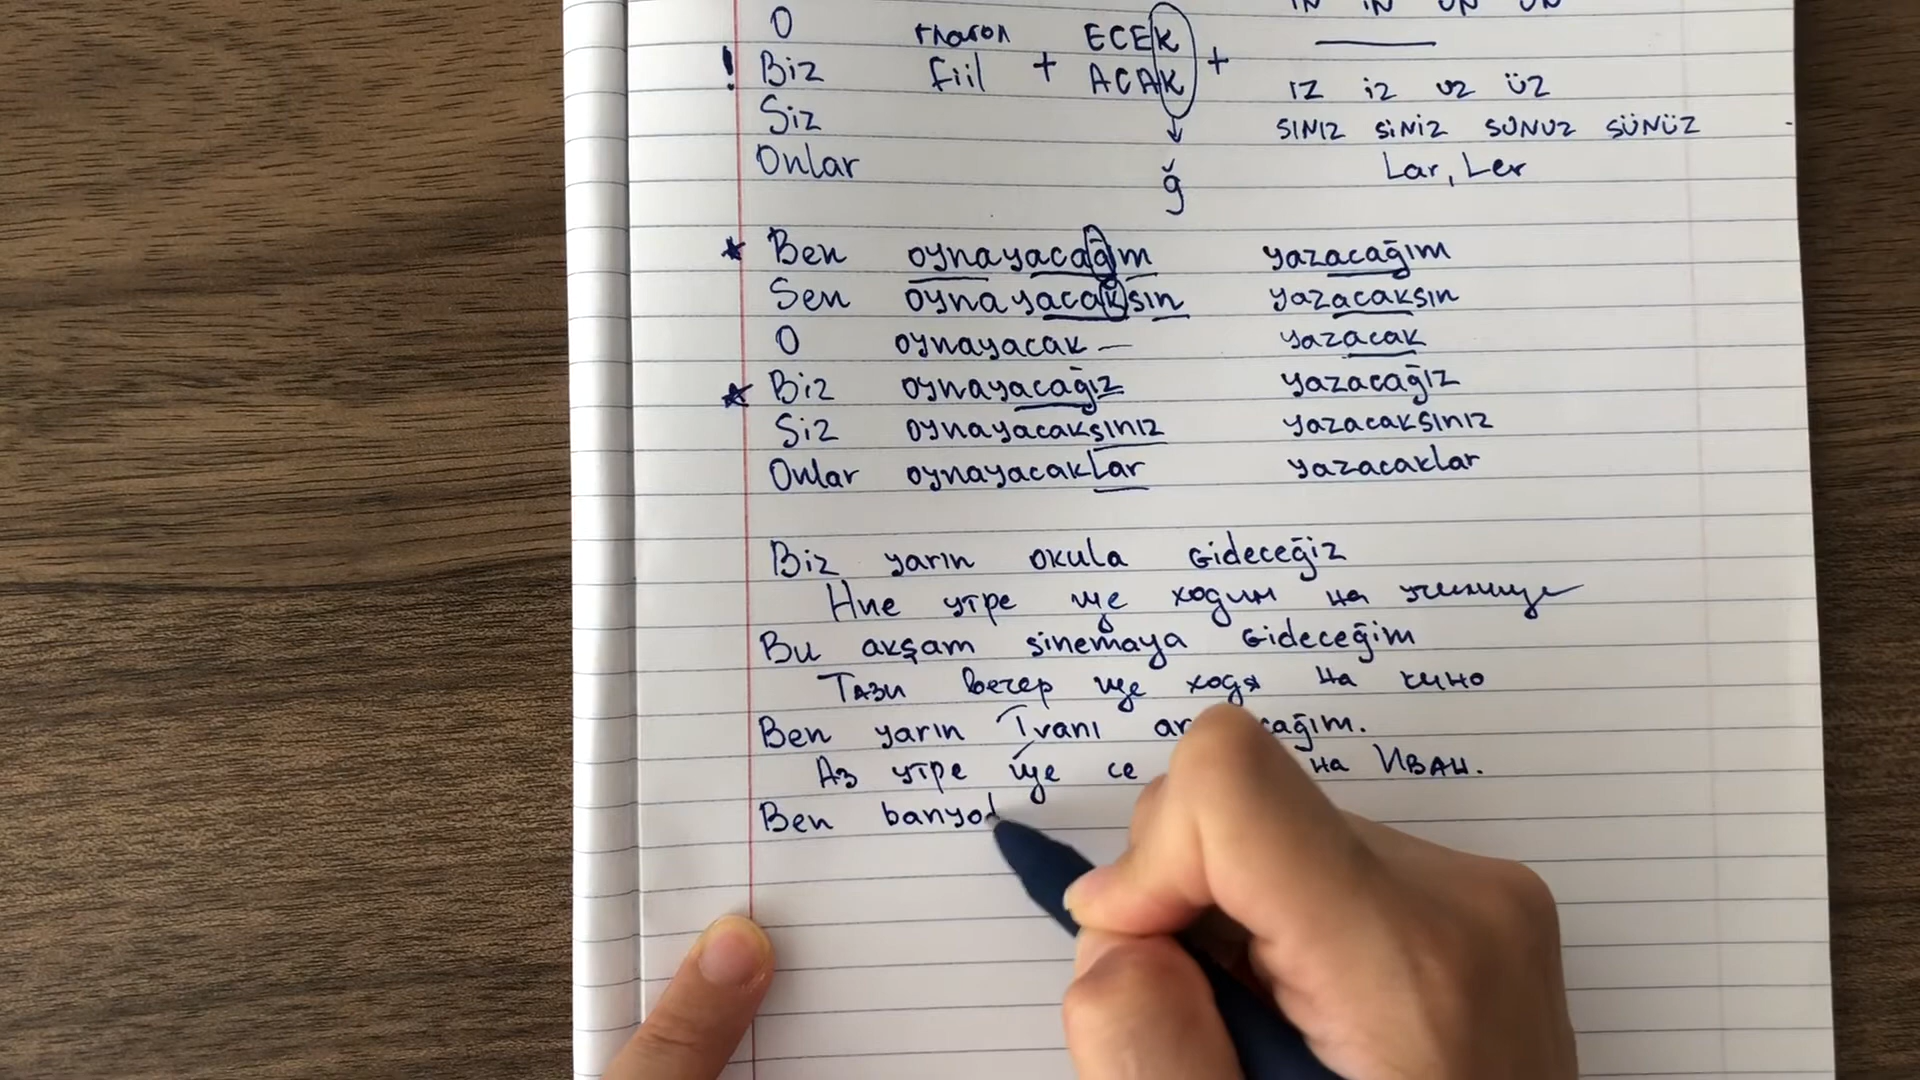 O глагол ECEK
! Biz fiil + ACAK + IZ iz uz üz
Siz SINIZ SiNiZ SUNUZ SÜNÜZ
Onlar ğ Lar, Ler
* Ben oynayacağım yazacağım
Sen oynayacaksın yazacaksın
O oynayacak — yazacak
* Biz oynayacağız yazacağız
Siz oynayacaksınız yazacaksınız
Onlar oynayacakLar yazacaklar
Biz yarın okula Gideceğiz
Ние утре ще ходим на училище
Bu akşam sinemaya Gideceğim
Тази вечер ще ходя на кино
Ben yarın Ivanı
Аз утре ще се на Иван.
Ben banyod